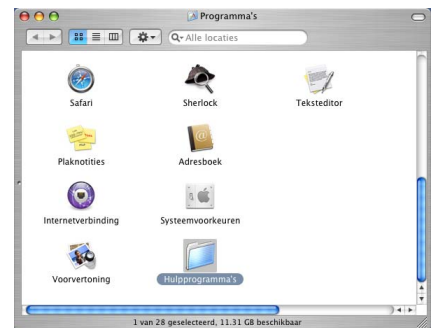 Programma's
Alle locaties
Safari
Sherlock
Teksteditor
Plaknotities
Adresboek
Internetverbinding
Systeemvoorkeuren
Voorvertoning
Hulpprogramma's
1 van 28 geselecteerd, 11.31 GB beschikbaar